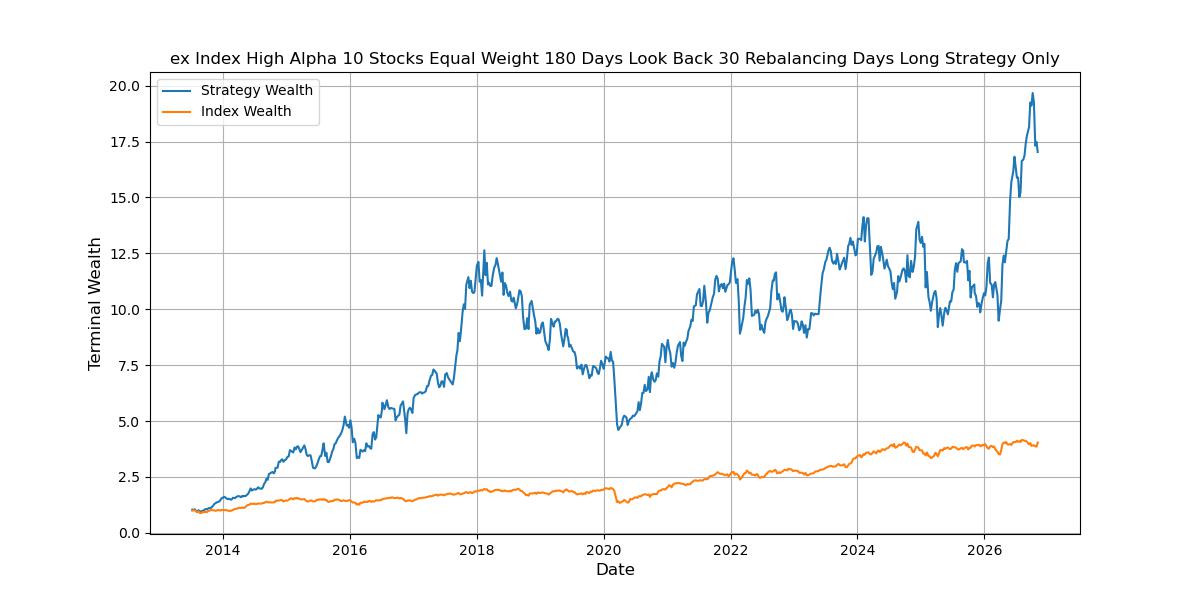 ex Index High Alpha 10 Stocks Equal Weight 180 Days Look Back 30 Rebalancing Days Long Strategy Only
Strategy Wealth
Index Wealth
Terminal Wealth
20.0
17.5
15.0
12.5
10.0
7.5
5.0
2.5
0.0
2014 2016 2018 2020 2022 2024 2026
Date